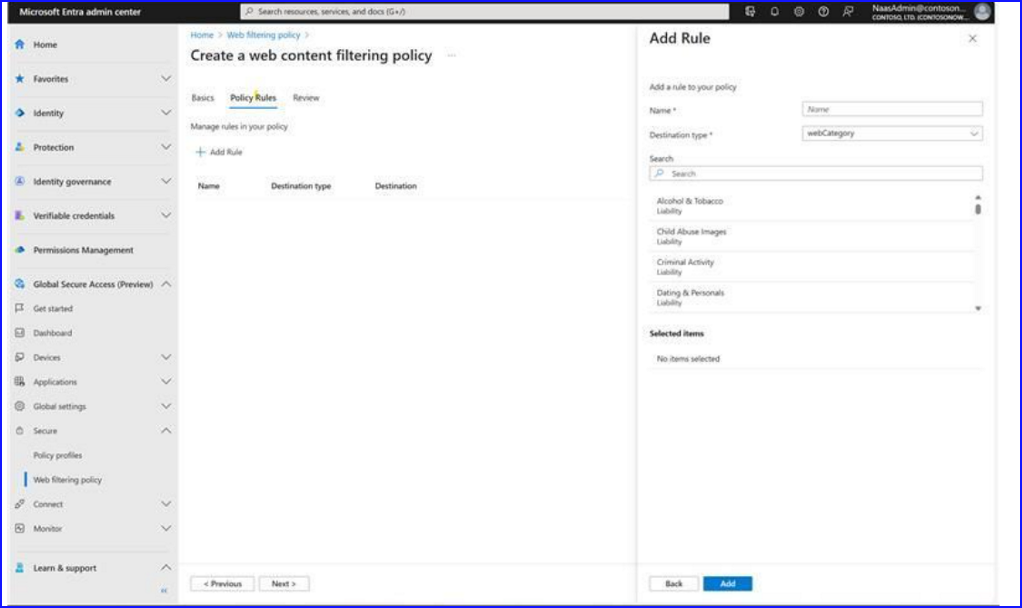 Microsoft Entra admin center
Search resources, services, and docs (G+/)
NaasAdmin@contoson...
CONTOSO, LTD. (CONTOSONOW...
Home
Favorites
Identity
Protection
Identity governance
Verifiable credentials
Permissions Management
Global Secure Access (Preview)
Get started
Dashboard
Devices
Applications
Global settings
Secure
Policy profiles
Web filtering policy
Connect
Monitor
Learn & support
Home > Web filtering policy >
Create a web content filtering policy ...
Basics Policy Rules Review
Manage rules in your policy
+ Add Rule
Name Destination type Destination
< Previous Next >
Add Rule
Add a rule to your policy
Name * Name
Destination type * webCategory
Search
Search
Alcohol & Tobacco
Liability
Child Abuse Images
Liability
Criminal Activity
Liability
Dating & Personals
Liability
Selected items
No items selected
Back Add